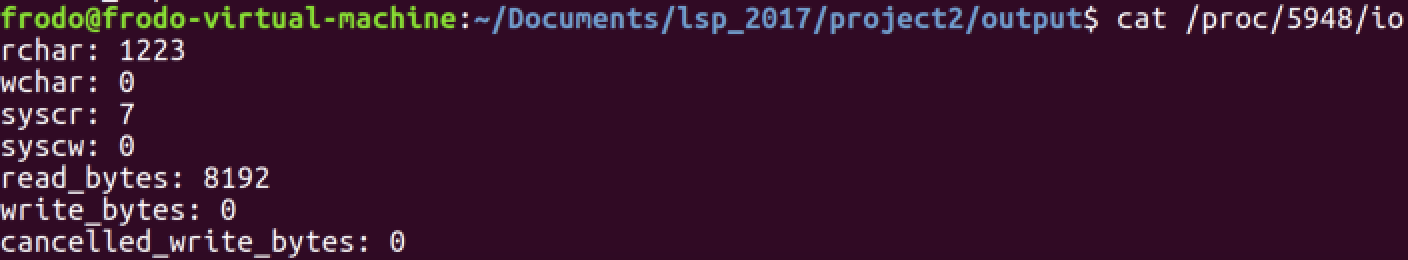 frodo@frodo-virtual-machine:~/Documents/lsp_2017/project2/output$ cat /proc/5948/io
rchar: 1223
wchar: 0
syscr: 7
syscw: 0
read_bytes: 8192
write_bytes: 0
cancelled_write_bytes: 0